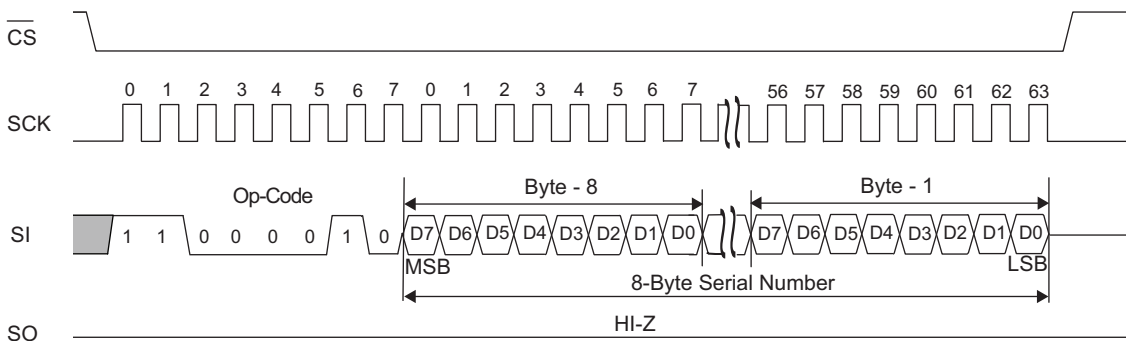 CS
0 1 2 3 4 5 6 7 0 1 2 3 4 5 6 7 56 57 58 59 60 61 62 63
SCK
Op-Code Byte - 8 Byte - 1
SI 1 1 0 0 0 0 1 0 D7 D6 D5 D4 D3 D2 D1 D0 D7 D6 D5 D4 D3 D2 D1 D0
MSB LSB
8-Byte Serial Number
HI-Z
SO